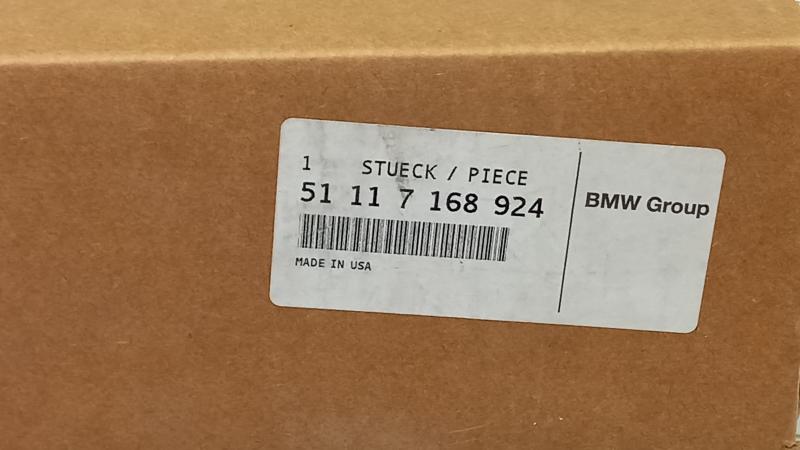 1 STUECK / PIECE
51 11 7 168 924
MADE IN USA
BMW Group